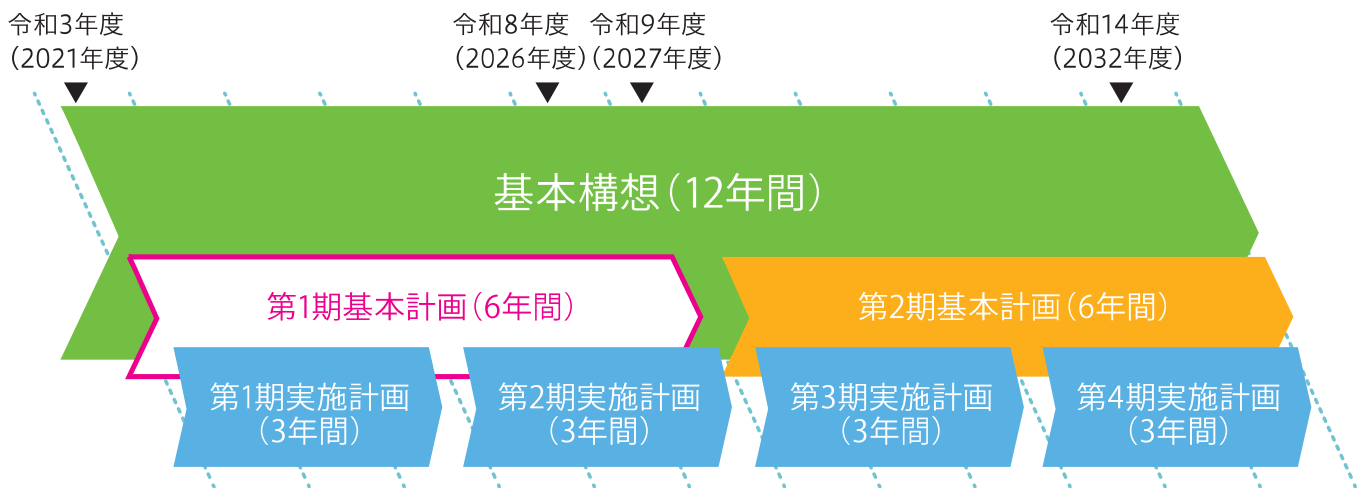 令和3年度
（2021年度）
令和8年度
（2026年度）
令和9年度
（2027年度）
令和14年度
（2032年度）
基本構想（12年間）
第1期基本計画（6年間）
第2期基本計画（6年間）
第1期実施計画
（3年間）
第2期実施計画
（3年間）
第3期実施計画
（3年間）
第4期実施計画
（3年間）